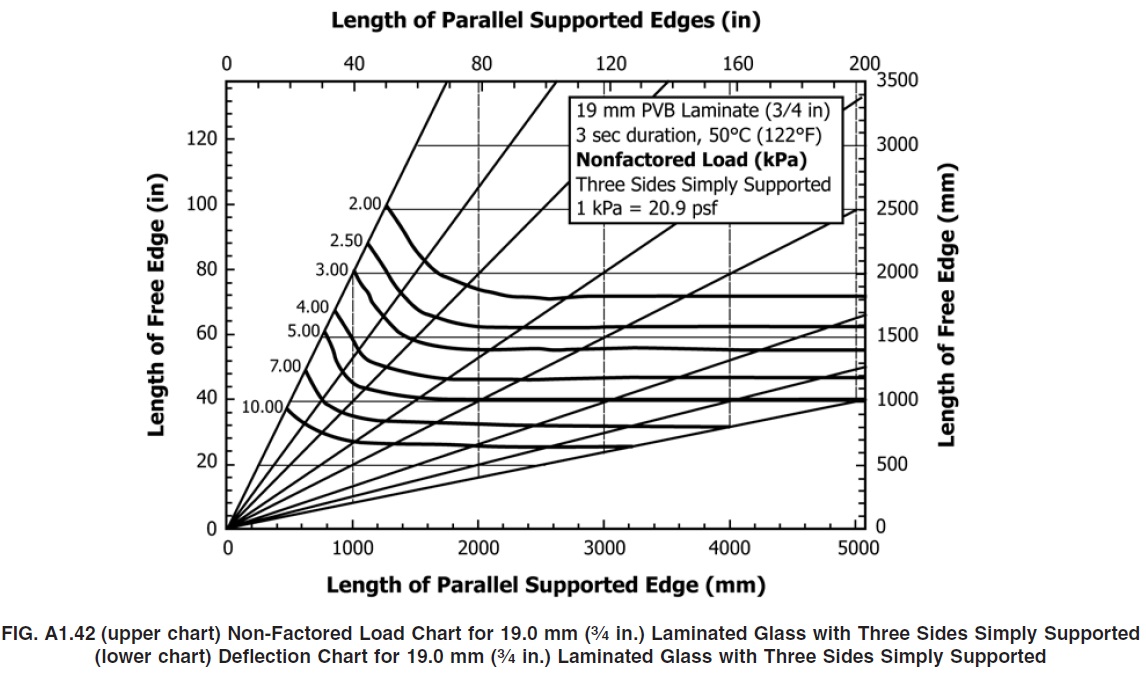 Length of Parallel Supported Edges (in)
0 40 80 120 160 200
19 mm PVB Laminate (3/4 in)
3 sec duration, 50°C (122°F)
Nonfactored Load (kPa)
Three Sides Simply Supported
1 kPa = 20.9 psf
Length of Free Edge (in)
120
100
80
60
40
20
0
2.00
2.50
3.00
4.00
5.00
7.00
10.00
3500
3000
2500
2000
1500
1000
500
0
Length of Free Edge (mm)
0 1000 2000 3000 4000 5000
Length of Parallel Supported Edge (mm)
FIG. A1.42 (upper chart) Non-Factored Load Chart for 19.0 mm (¾ in.) Laminated Glass with Three Sides Simply Supported
(lower chart) Deflection Chart for 19.0 mm (¾ in.) Laminated Glass with Three Sides Simply Supported